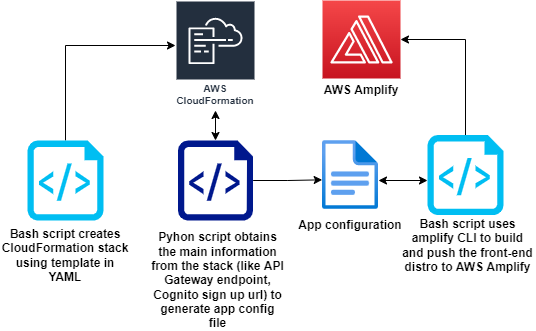 AWS
CloudFormation
AWS Amplify
</>
</>
</>
Bash script creates
CloudFormation stack
using template in
YAML
Pyhon script obtains
the main information
from the stack (like API
Gateway endpoint,
Cognito sign up url) to
generate app config
file
App configuration
Bash script uses
amplify CLI to build
and push the front-end
distro to AWS Amplify